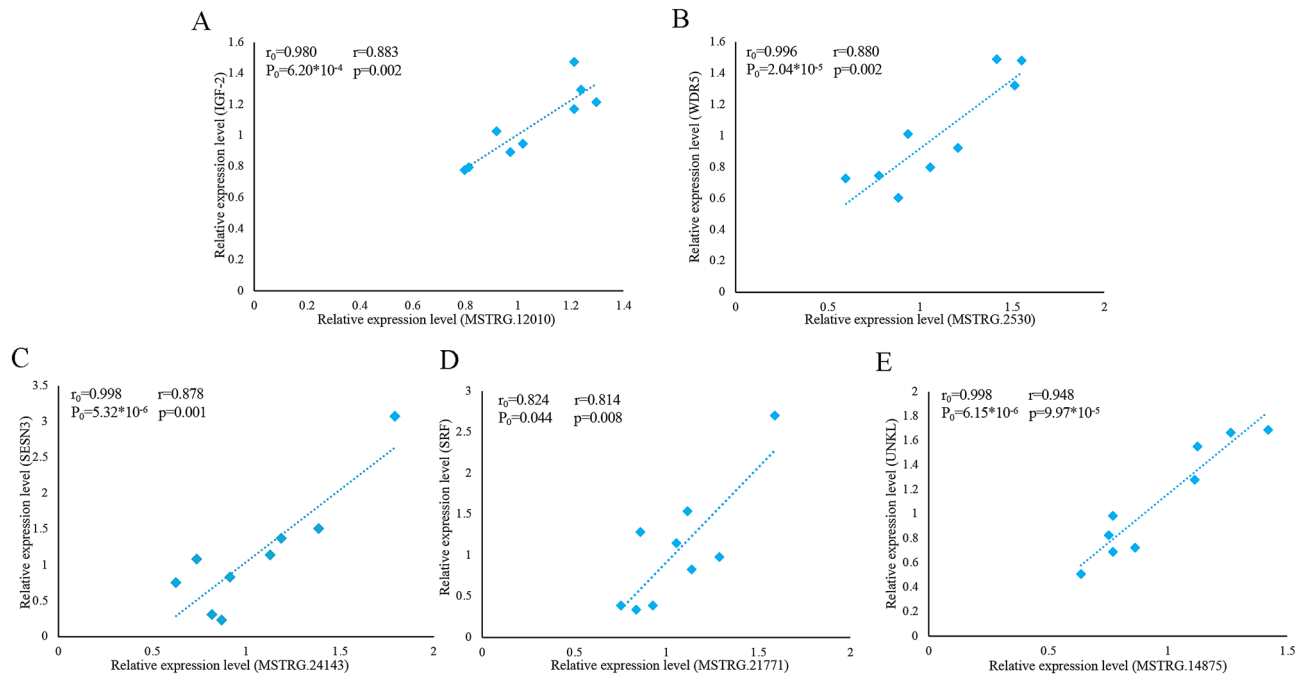 A
r₀=0.980 r=0.883
P₀=6.20*10⁻⁴ p=0.002
Relative expression level (IGF-2)
1.6
1.4
1.2
1
0.8
0.6
0.4
0.2
0
0 0.2 0.4 0.6 0.8 1 1.2 1.4
Relative expression level (MSTRG.12010)
B
r₀=0.996 r=0.880
P₀=2.04*10⁻⁵ p=0.002
Relative expression level (WDR5)
1.6
1.4
1.2
1
0.8
0.6
0.4
0.2
0
0 0.5 1 1.5 2
Relative expression level (MSTRG.2530)
C
r₀=0.998 r=0.878
P₀=5.32*10⁻⁶ p=0.001
Relative expression level (SESN3)
3.5
3
2.5
2
1.5
1
0.5
0
0 0.5 1 1.5 2
Relative expression level (MSTRG.24143)
D
r₀=0.824 r=0.814
P₀=0.044 p=0.008
Relative expression level (SRF)
3
2.5
2
1.5
1
0.5
0
0 0.5 1 1.5 2
Relative expression level (MSTRG.21771)
E
r₀=0.998 r=0.948
P₀=6.15*10⁻⁶ p=9.97*10⁻⁵
Relative expression level (UNKL)
2
1.8
1.6
1.4
1.2
1
0.8
0.6
0.4
0.2
0
0 0.5 1 1.5
Relative expression level (MSTRG.14875)